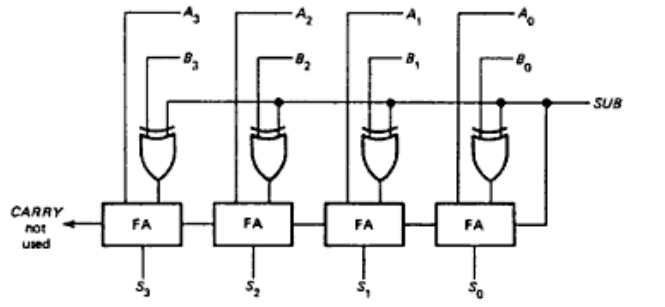 A3 A2 A1 A0
B3 B2 B1 B0
SUB
CARRY
not
used
FA FA FA FA
S3 S2 S1 S0